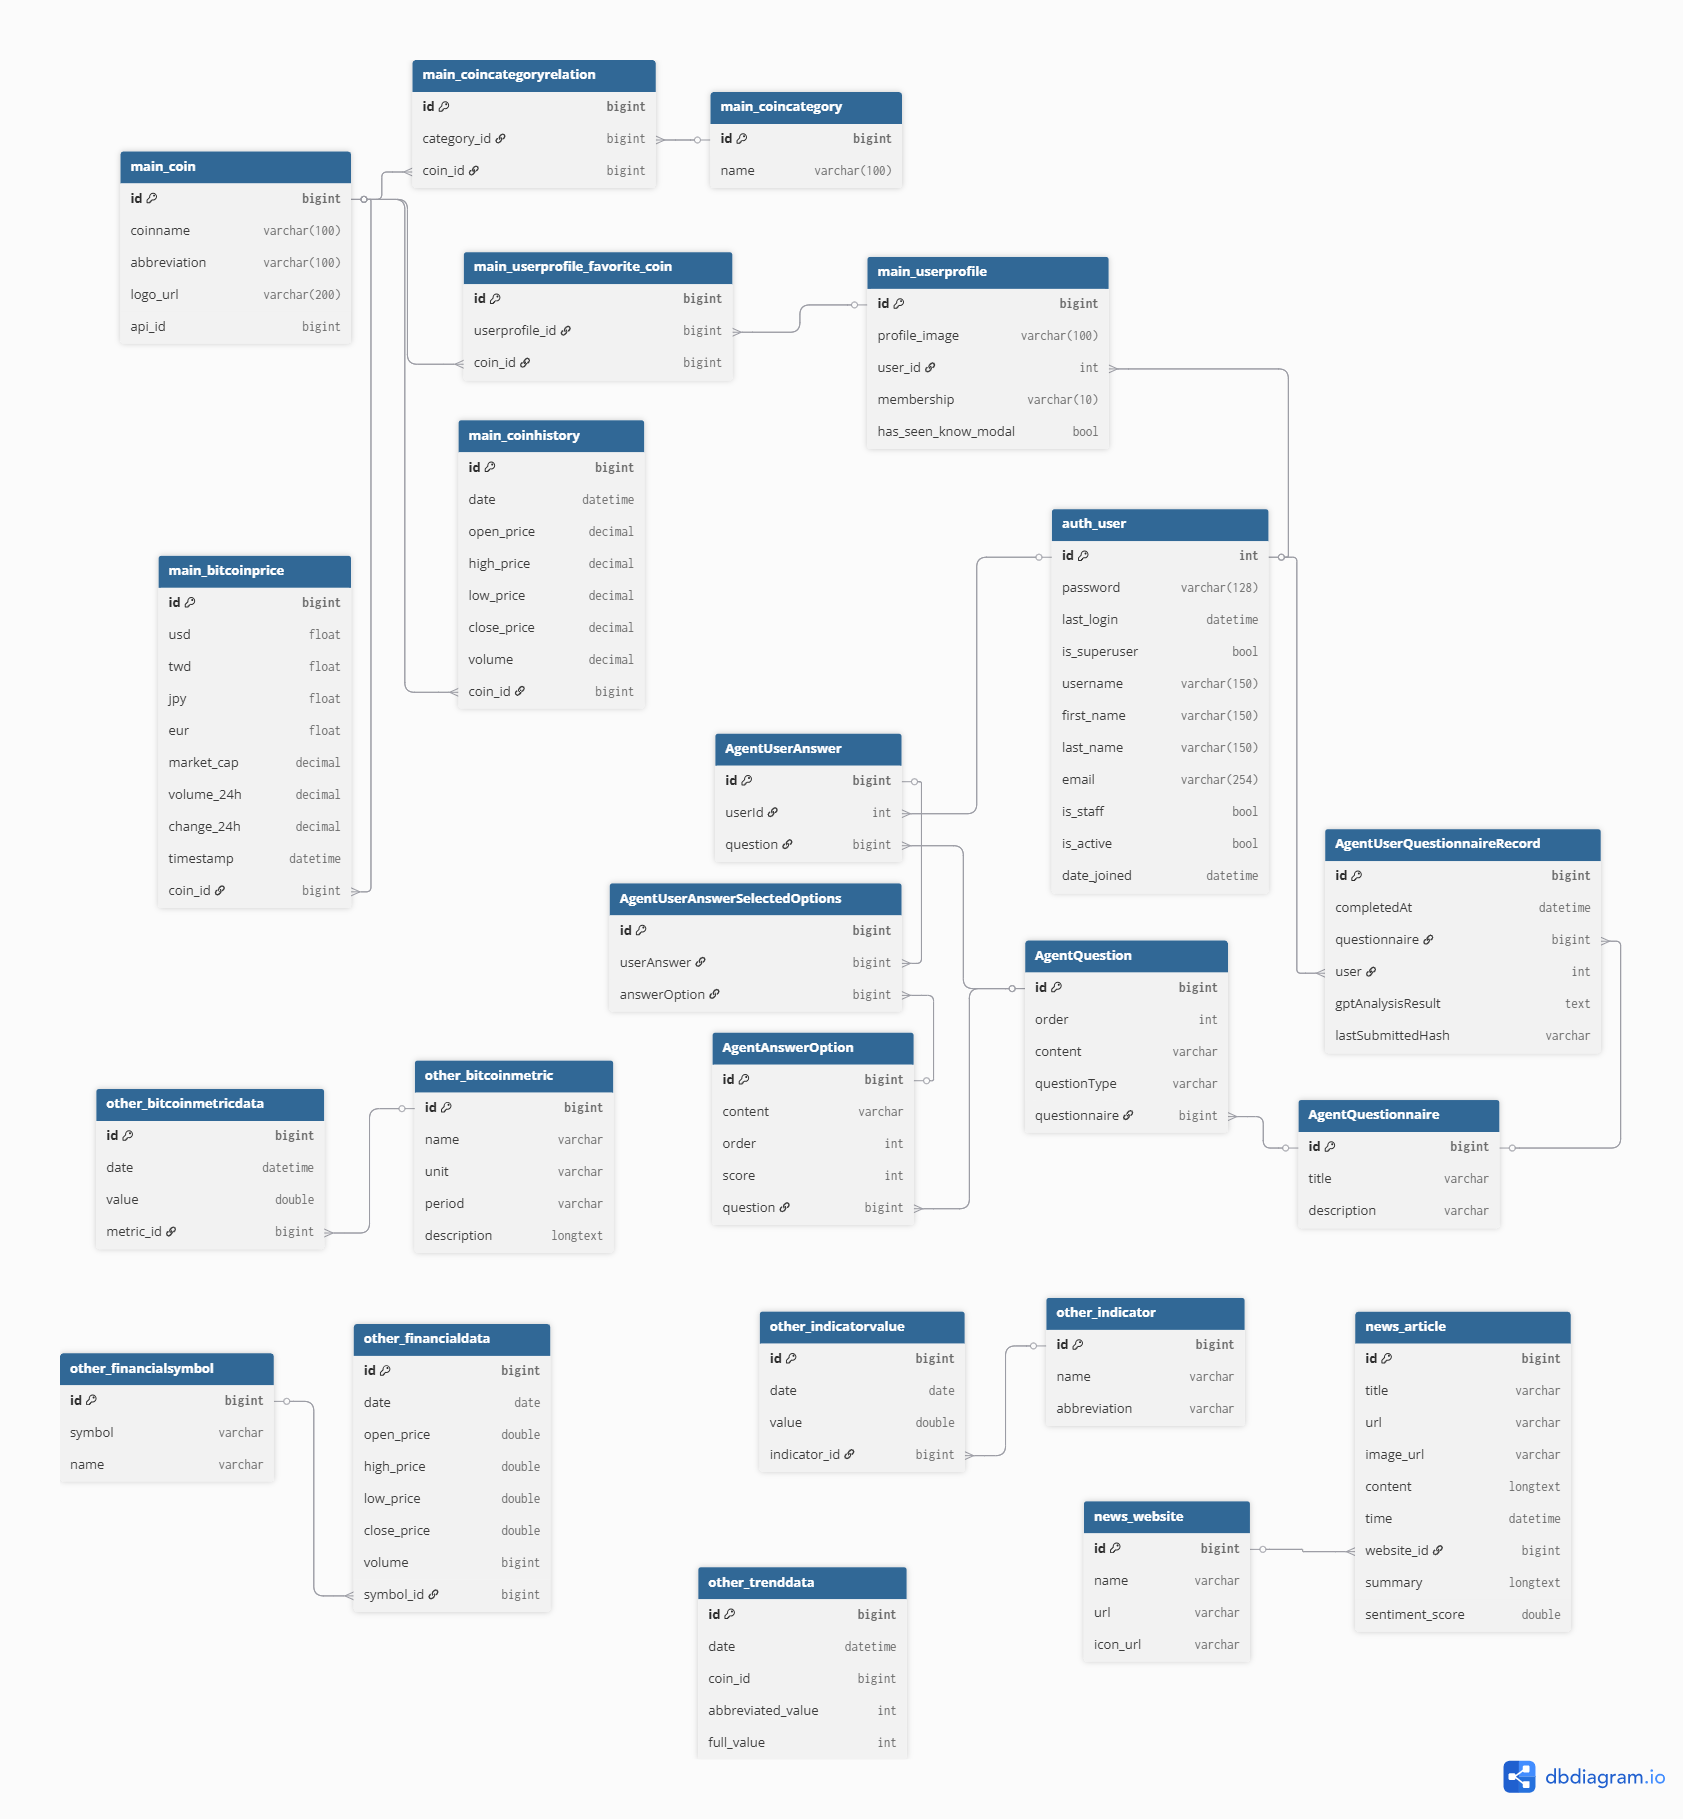 main_coincategoryrelation
id bigint
category_id bigint
coin_id bigint
main_coincategory
id bigint
name varchar(100)
main_coin
id bigint
coinname varchar(100)
abbreviation varchar(100)
logo_url varchar(200)
api_id bigint
main_userprofile_favorite_coin
id bigint
userprofile_id bigint
coin_id bigint
main_userprofile
id bigint
profile_image varchar(100)
user_id int
membership varchar(10)
has_seen_know_modal bool
main_coinhistory
id bigint
date datetime
open_price decimal
high_price decimal
low_price decimal
close_price decimal
volume decimal
coin_id bigint
auth_user
id int
password varchar(128)
last_login datetime
is_superuser bool
username varchar(150)
first_name varchar(150)
last_name varchar(150)
email varchar(254)
is_staff bool
is_active bool
date_joined datetime
main_bitcoinprice
id bigint
usd float
twd float
jpy float
eur float
market_cap decimal
volume_24h decimal
change_24h decimal
timestamp datetime
coin_id bigint
AgentUserAnswer
id bigint
userId int
question bigint
AgentUserQuestionnaireRecord
id bigint
completedAt datetime
questionnaire bigint
user int
gptAnalysisResult text
lastSubmittedHash varchar
AgentUserAnswerSelectedOptions
id bigint
userAnswer bigint
answerOption bigint
AgentQuestion
id bigint
order int
content varchar
questionType varchar
questionnaire bigint
AgentAnswerOption
id bigint
content varchar
order int
score int
question bigint
other_bitcoinmetric
id bigint
name varchar
unit varchar
period varchar
description longtext
other_bitcoinmetricdata
id bigint
date datetime
value double
metric_id bigint
AgentQuestionnaire
id bigint
title varchar
description varchar
other_indicator
id bigint
name varchar
abbreviation varchar
other_indicatorvalue
id bigint
date date
value double
indicator_id bigint
news_article
id bigint
title varchar
url varchar
image_url varchar
content longtext
time datetime
website_id bigint
summary longtext
sentiment_score double
other_financialdata
id bigint
date date
open_price double
high_price double
low_price double
close_price double
volume bigint
symbol_id bigint
other_financialsymbol
id bigint
symbol varchar
name varchar
news_website
id bigint
name varchar
url varchar
icon_url varchar
other_trenddata
id bigint
date datetime
coin_id bigint
abbreviated_value int
full_value int
dbdiagram.io